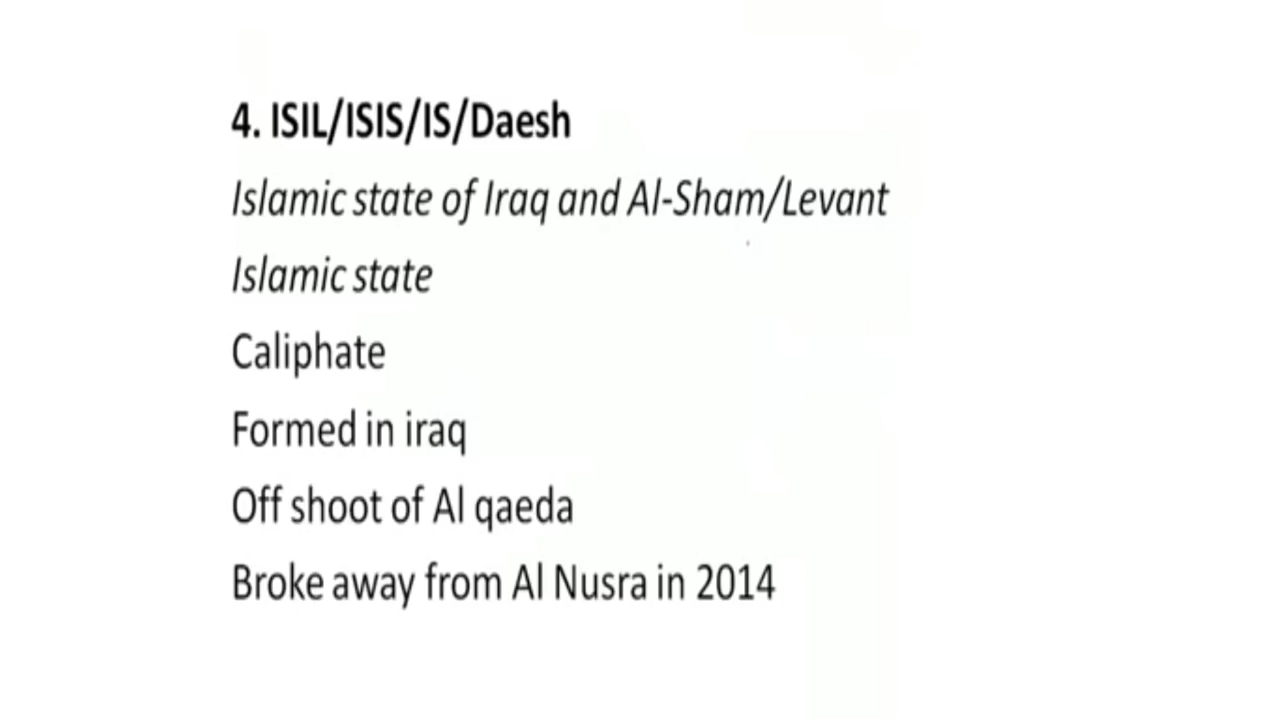 4. ISIL/ISIS/IS/Daesh
Islamic state of Iraq and Al-Sham/Levant
Islamic state
Caliphate
Formed in iraq
Off shoot of Al qaeda
Broke away from Al Nusra in 2014